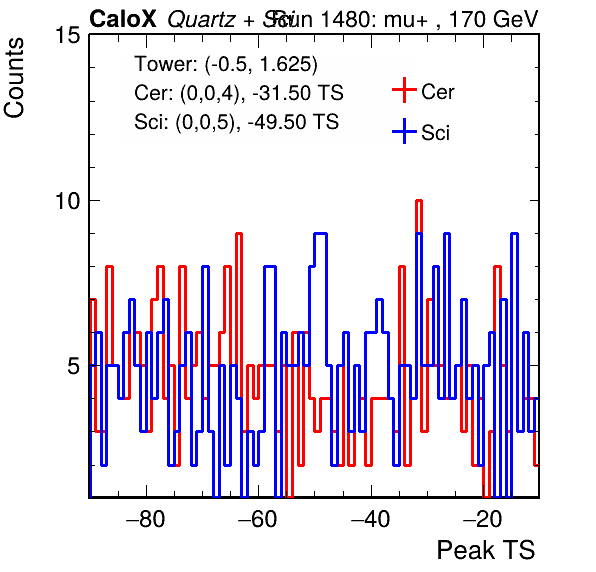 CaloX Quartz + Sci Run 1480: mu+ , 170 GeV
Counts
15
10
5
Tower: (-0.5, 1.625)
Cer: (0,0,4), -31.50 TS
Sci: (0,0,5), -49.50 TS
Cer
Sci
−80 −60 −40 −20
Peak TS